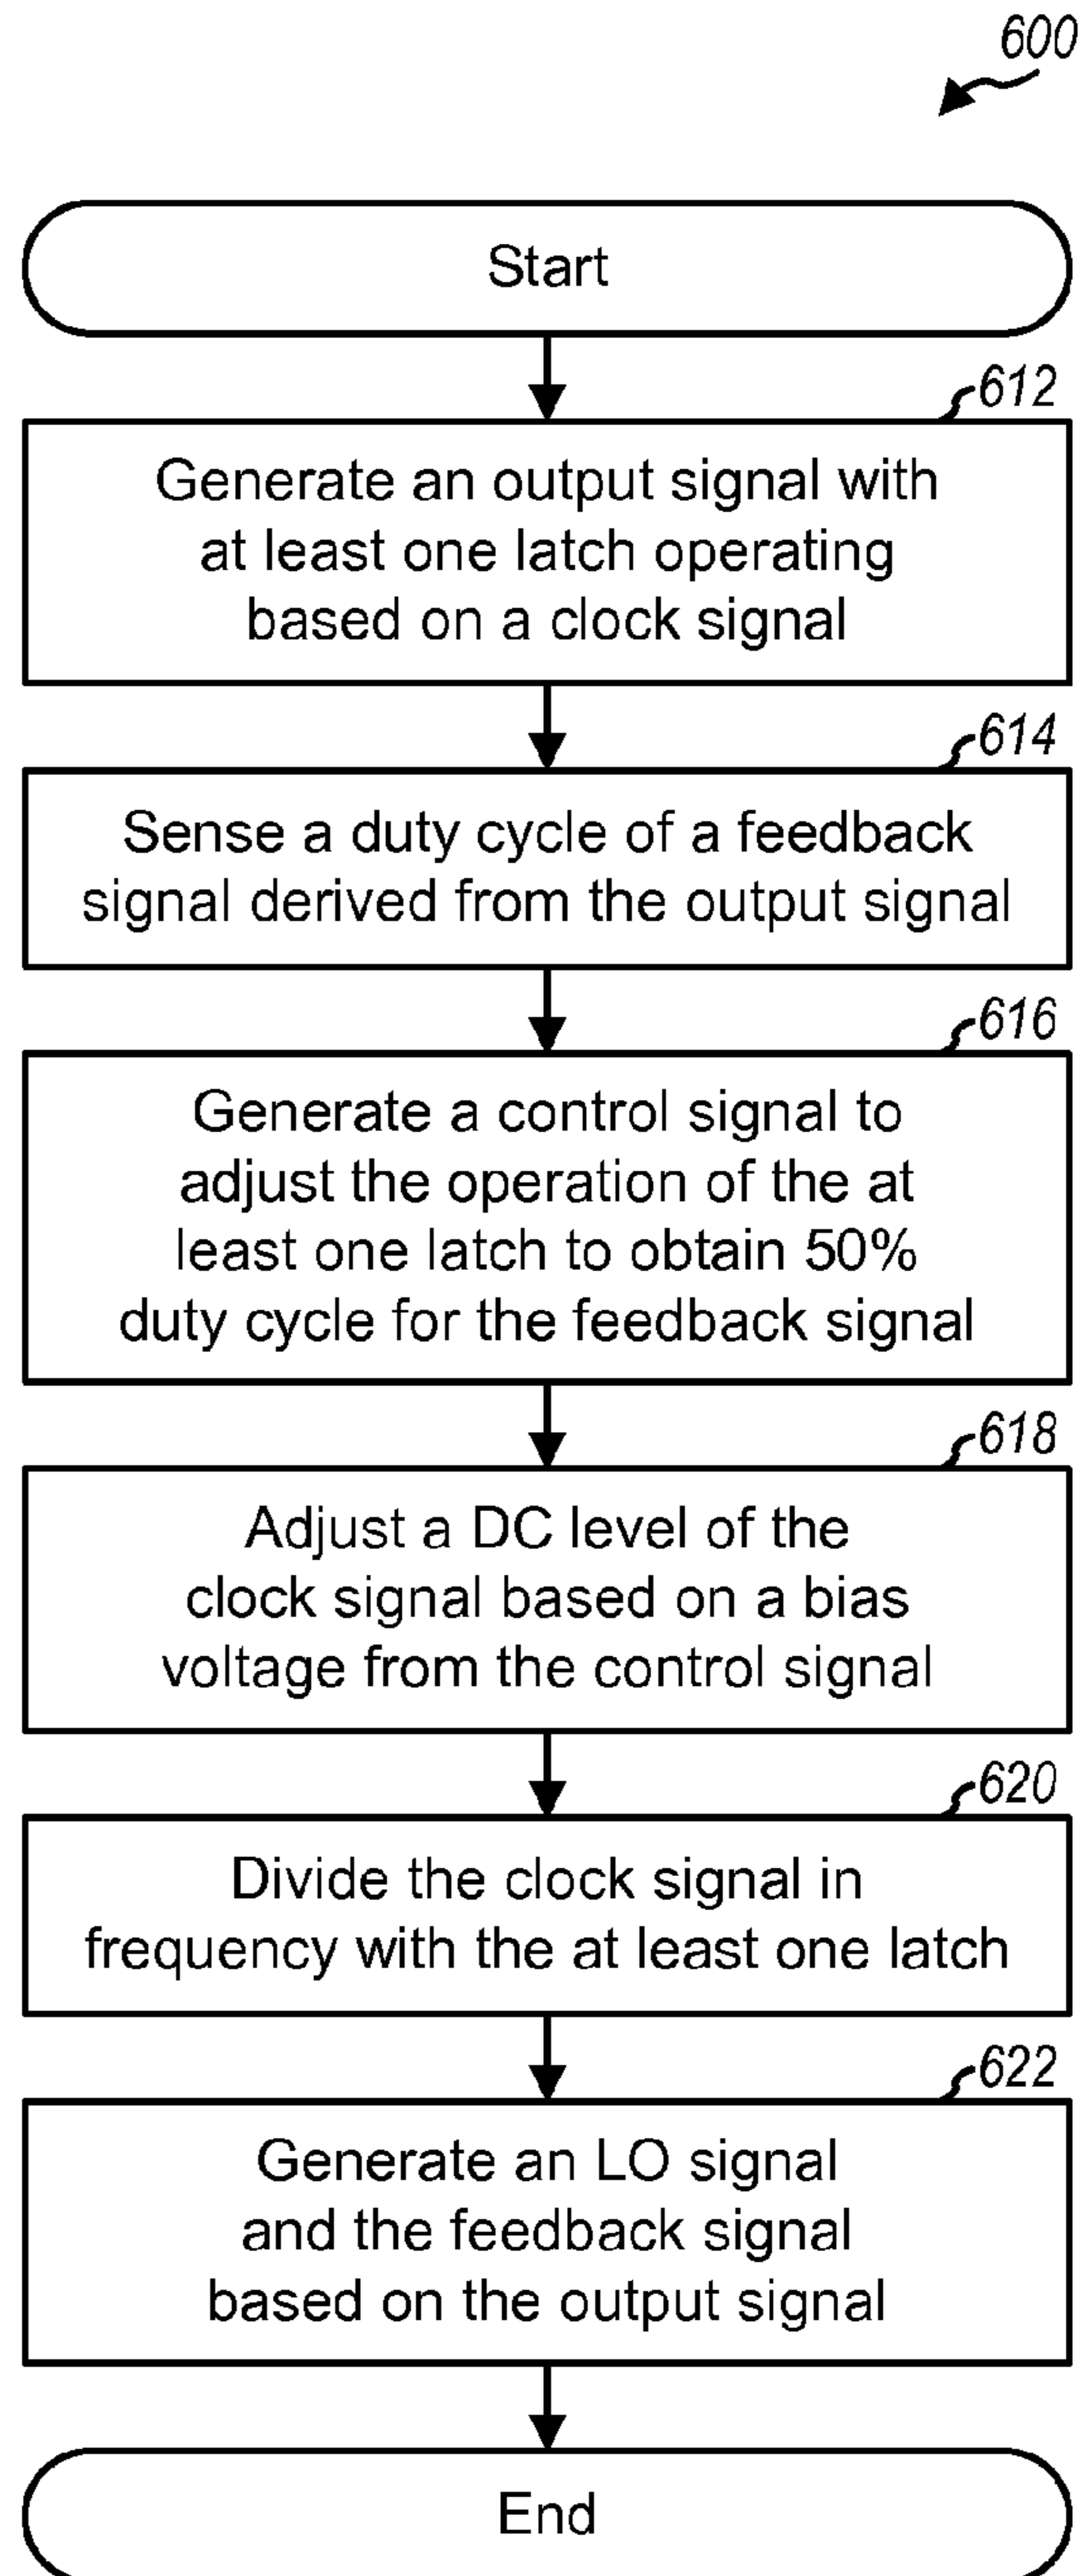 600
Start
612
Generate an output signal with
at least one latch operating
based on a clock signal
614
Sense a duty cycle of a feedback
signal derived from the output signal
616
Generate a control signal to
adjust the operation of the at
least one latch to obtain 50%
duty cycle for the feedback signal
618
Adjust a DC level of the
clock signal based on a bias
voltage from the control signal
620
Divide the clock signal in
frequency with the at least one latch
622
Generate an LO signal
and the feedback signal
based on the output signal
End